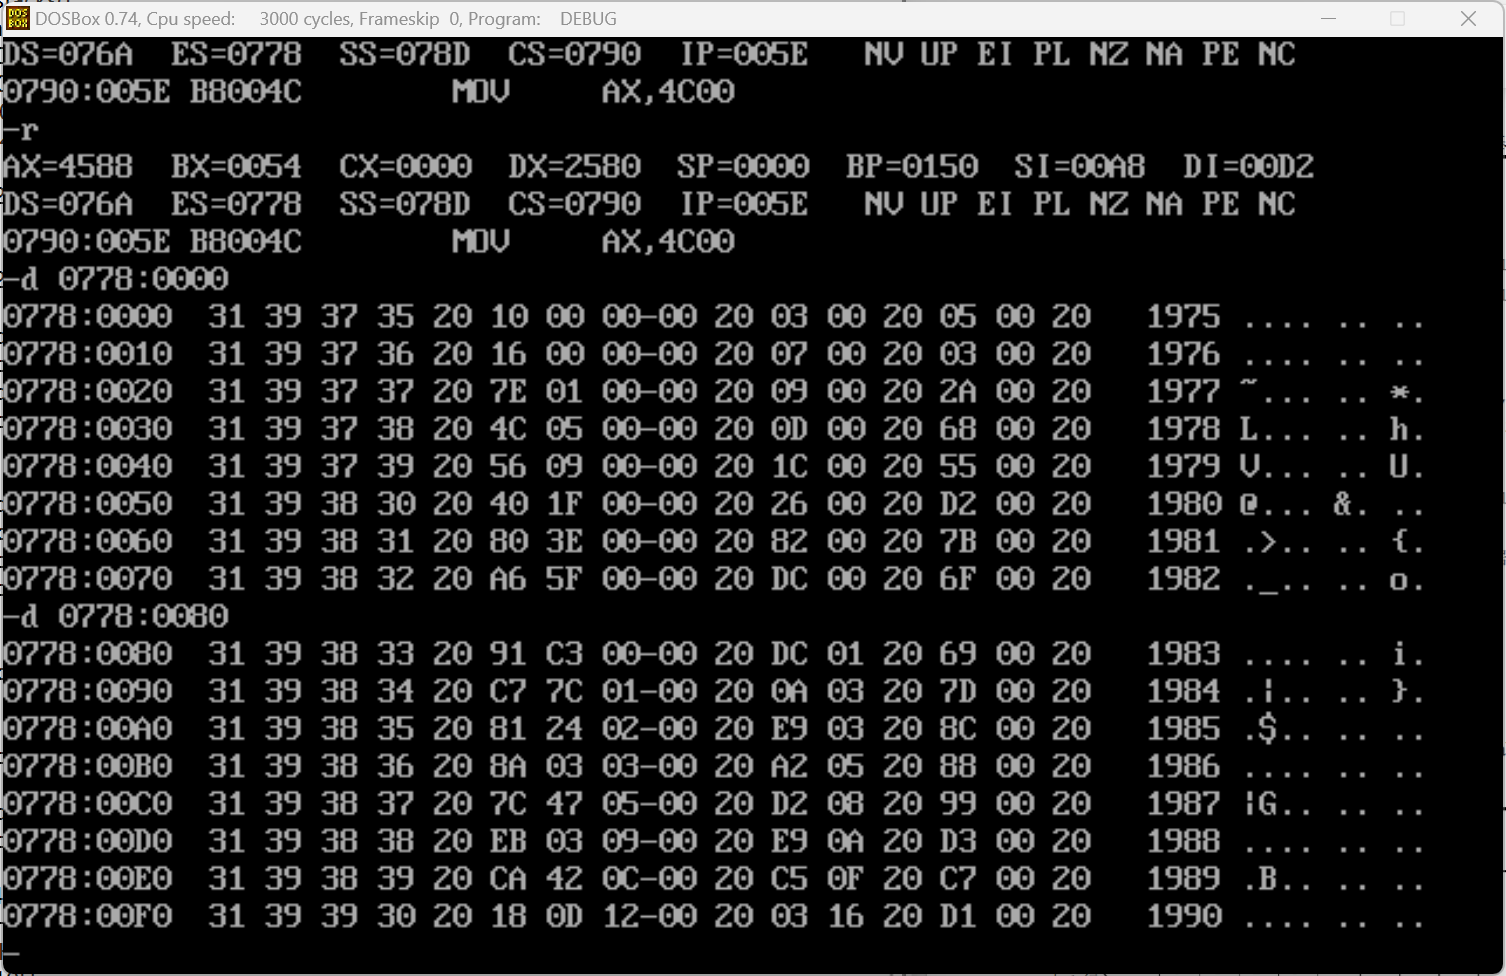 DOSBox 0.74, Cpu speed: 3000 cycles, Frameskip 0, Program: DEBUG
DS=076A ES=0778 SS=078D CS=0790 IP=005E NV UP EI PL NZ NA PE NC
0790:005E B8004C MOV AX,4C00
-r
AX=4588 BX=0054 CX=0000 DX=2580 SP=0000 BP=0150 SI=00A8 DI=00D2
DS=076A ES=0778 SS=078D CS=0790 IP=005E NV UP EI PL NZ NA PE NC
0790:005E B8004C MOV AX,4C00
-d 0778:0000
0778:0000 31 39 37 35 20 10 00 00-00 20 03 00 20 05 00 20 1975 .... .. ..
0778:0010 31 39 37 36 20 16 00 00-00 20 07 00 20 03 00 20 1976 .... .. ..
0778:0020 31 39 37 37 20 7E 01 00-00 20 09 00 20 2A 00 20 1977 ~... .. *.
0778:0030 31 39 37 38 20 4C 05 00-00 20 0D 00 20 68 00 20 1978 L... .. h.
0778:0040 31 39 37 39 20 56 09 00-00 20 1C 00 20 55 00 20 1979 V... .. U.
0778:0050 31 39 38 30 20 40 1F 00-00 20 26 00 20 D2 00 20 1980 @... &. ..
0778:0060 31 39 38 31 20 80 3E 00-00 20 82 00 20 7B 00 20 1981 .>.. .. {.
0778:0070 31 39 38 32 20 A6 5F 00-00 20 DC 00 20 6F 00 20 1982 ._.. .. o.
-d 0778:0080
0778:0080 31 39 38 33 20 91 C3 00-00 20 DC 01 20 69 00 20 1983 .... .. i.
0778:0090 31 39 38 34 20 C7 7C 01-00 20 0A 03 20 7D 00 20 1984 .|.. .. }.
0778:00A0 31 39 38 35 20 81 24 02-00 20 E9 03 20 8C 00 20 1985 .$.. .. ..
0778:00B0 31 39 38 36 20 8A 03 03-00 20 A2 05 20 88 00 20 1986 .... .. ..
0778:00C0 31 39 38 37 20 7C 47 05-00 20 D2 08 20 99 00 20 1987 |G.. .. ..
0778:00D0 31 39 38 38 20 EB 03 09-00 20 E9 0A 20 D3 00 20 1988 .... .. ..
0778:00E0 31 39 38 39 20 CA 42 0C-00 20 C5 0F 20 C7 00 20 1989 .B.. .. ..
0778:00F0 31 39 39 30 20 18 0D 12-00 20 03 16 20 D1 00 20 1990 .... .. ..
-